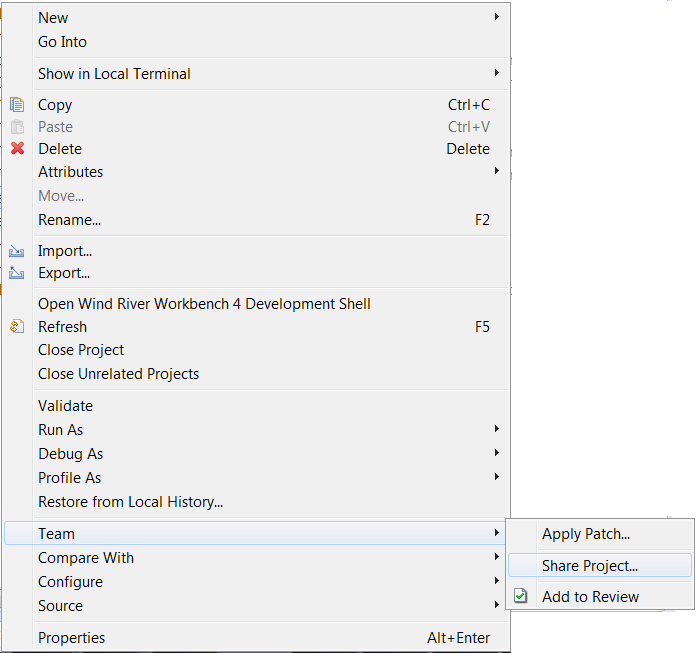 New
Go Into
Show in Local Terminal
Copy Ctrl+C
Paste Ctrl+V
Delete Delete
Attributes
Move...
Rename... F2
Import...
Export...
Open Wind River Workbench 4 Development Shell
Refresh F5
Close Project
Close Unrelated Projects
Validate
Run As
Debug As
Profile As
Restore from Local History...
Team
Compare With
Configure
Source
Properties Alt+Enter
Apply Patch...
Share Project...
Add to Review